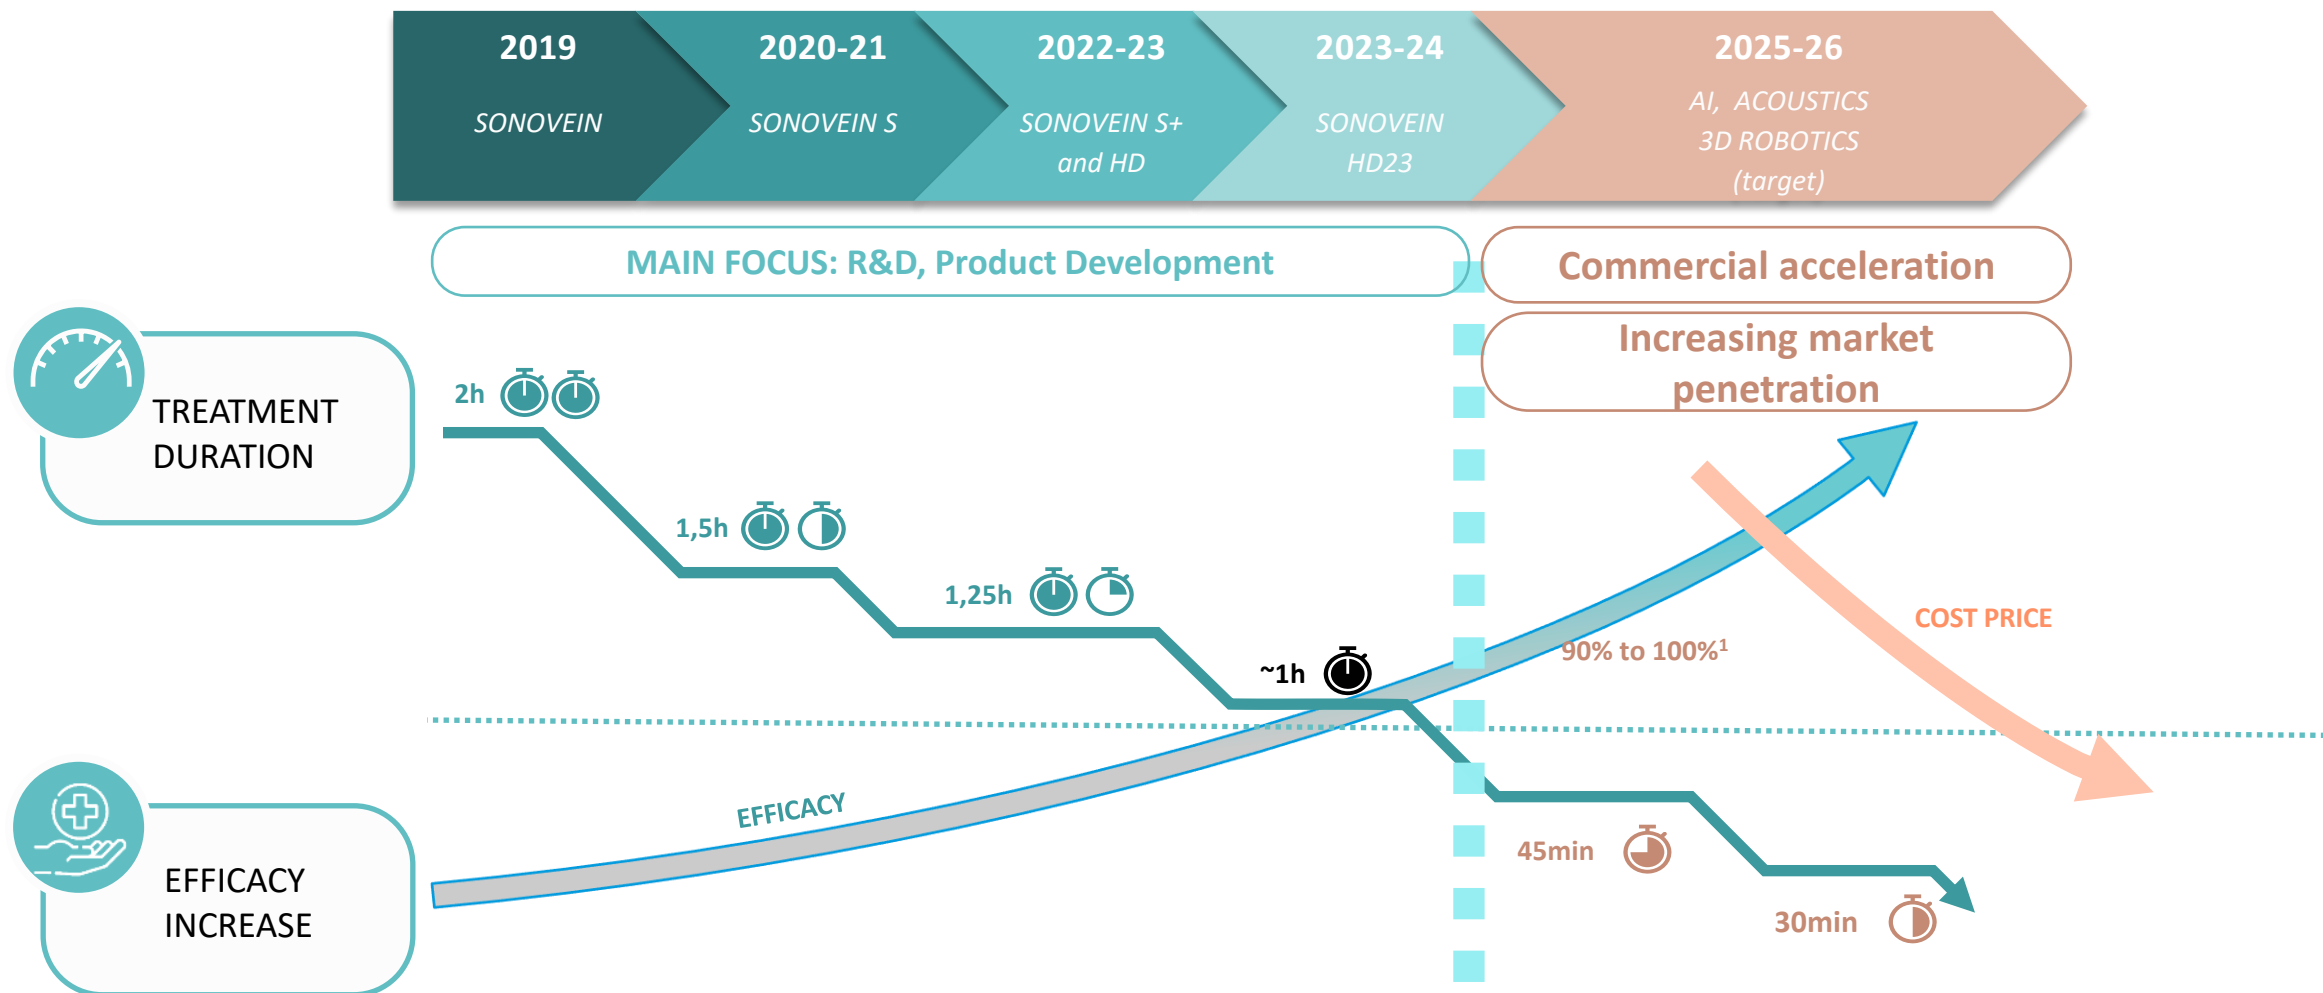 2019
SONOVEIN
2020-21
SONOVEIN S
2022-23
SONOVEIN S+
and HD
2023-24
SONOVEIN
HD23
2025-26
AI, ACOUSTICS
3D ROBOTICS
(target)
MAIN FOCUS: R&D, Product Development
Commercial acceleration
Increasing market
penetration
TREATMENT
DURATION
2h
1,5h
1,25h
~1h
90% to 100%¹
COST PRICE
EFFICACY
45min
30min
EFFICACY
INCREASE